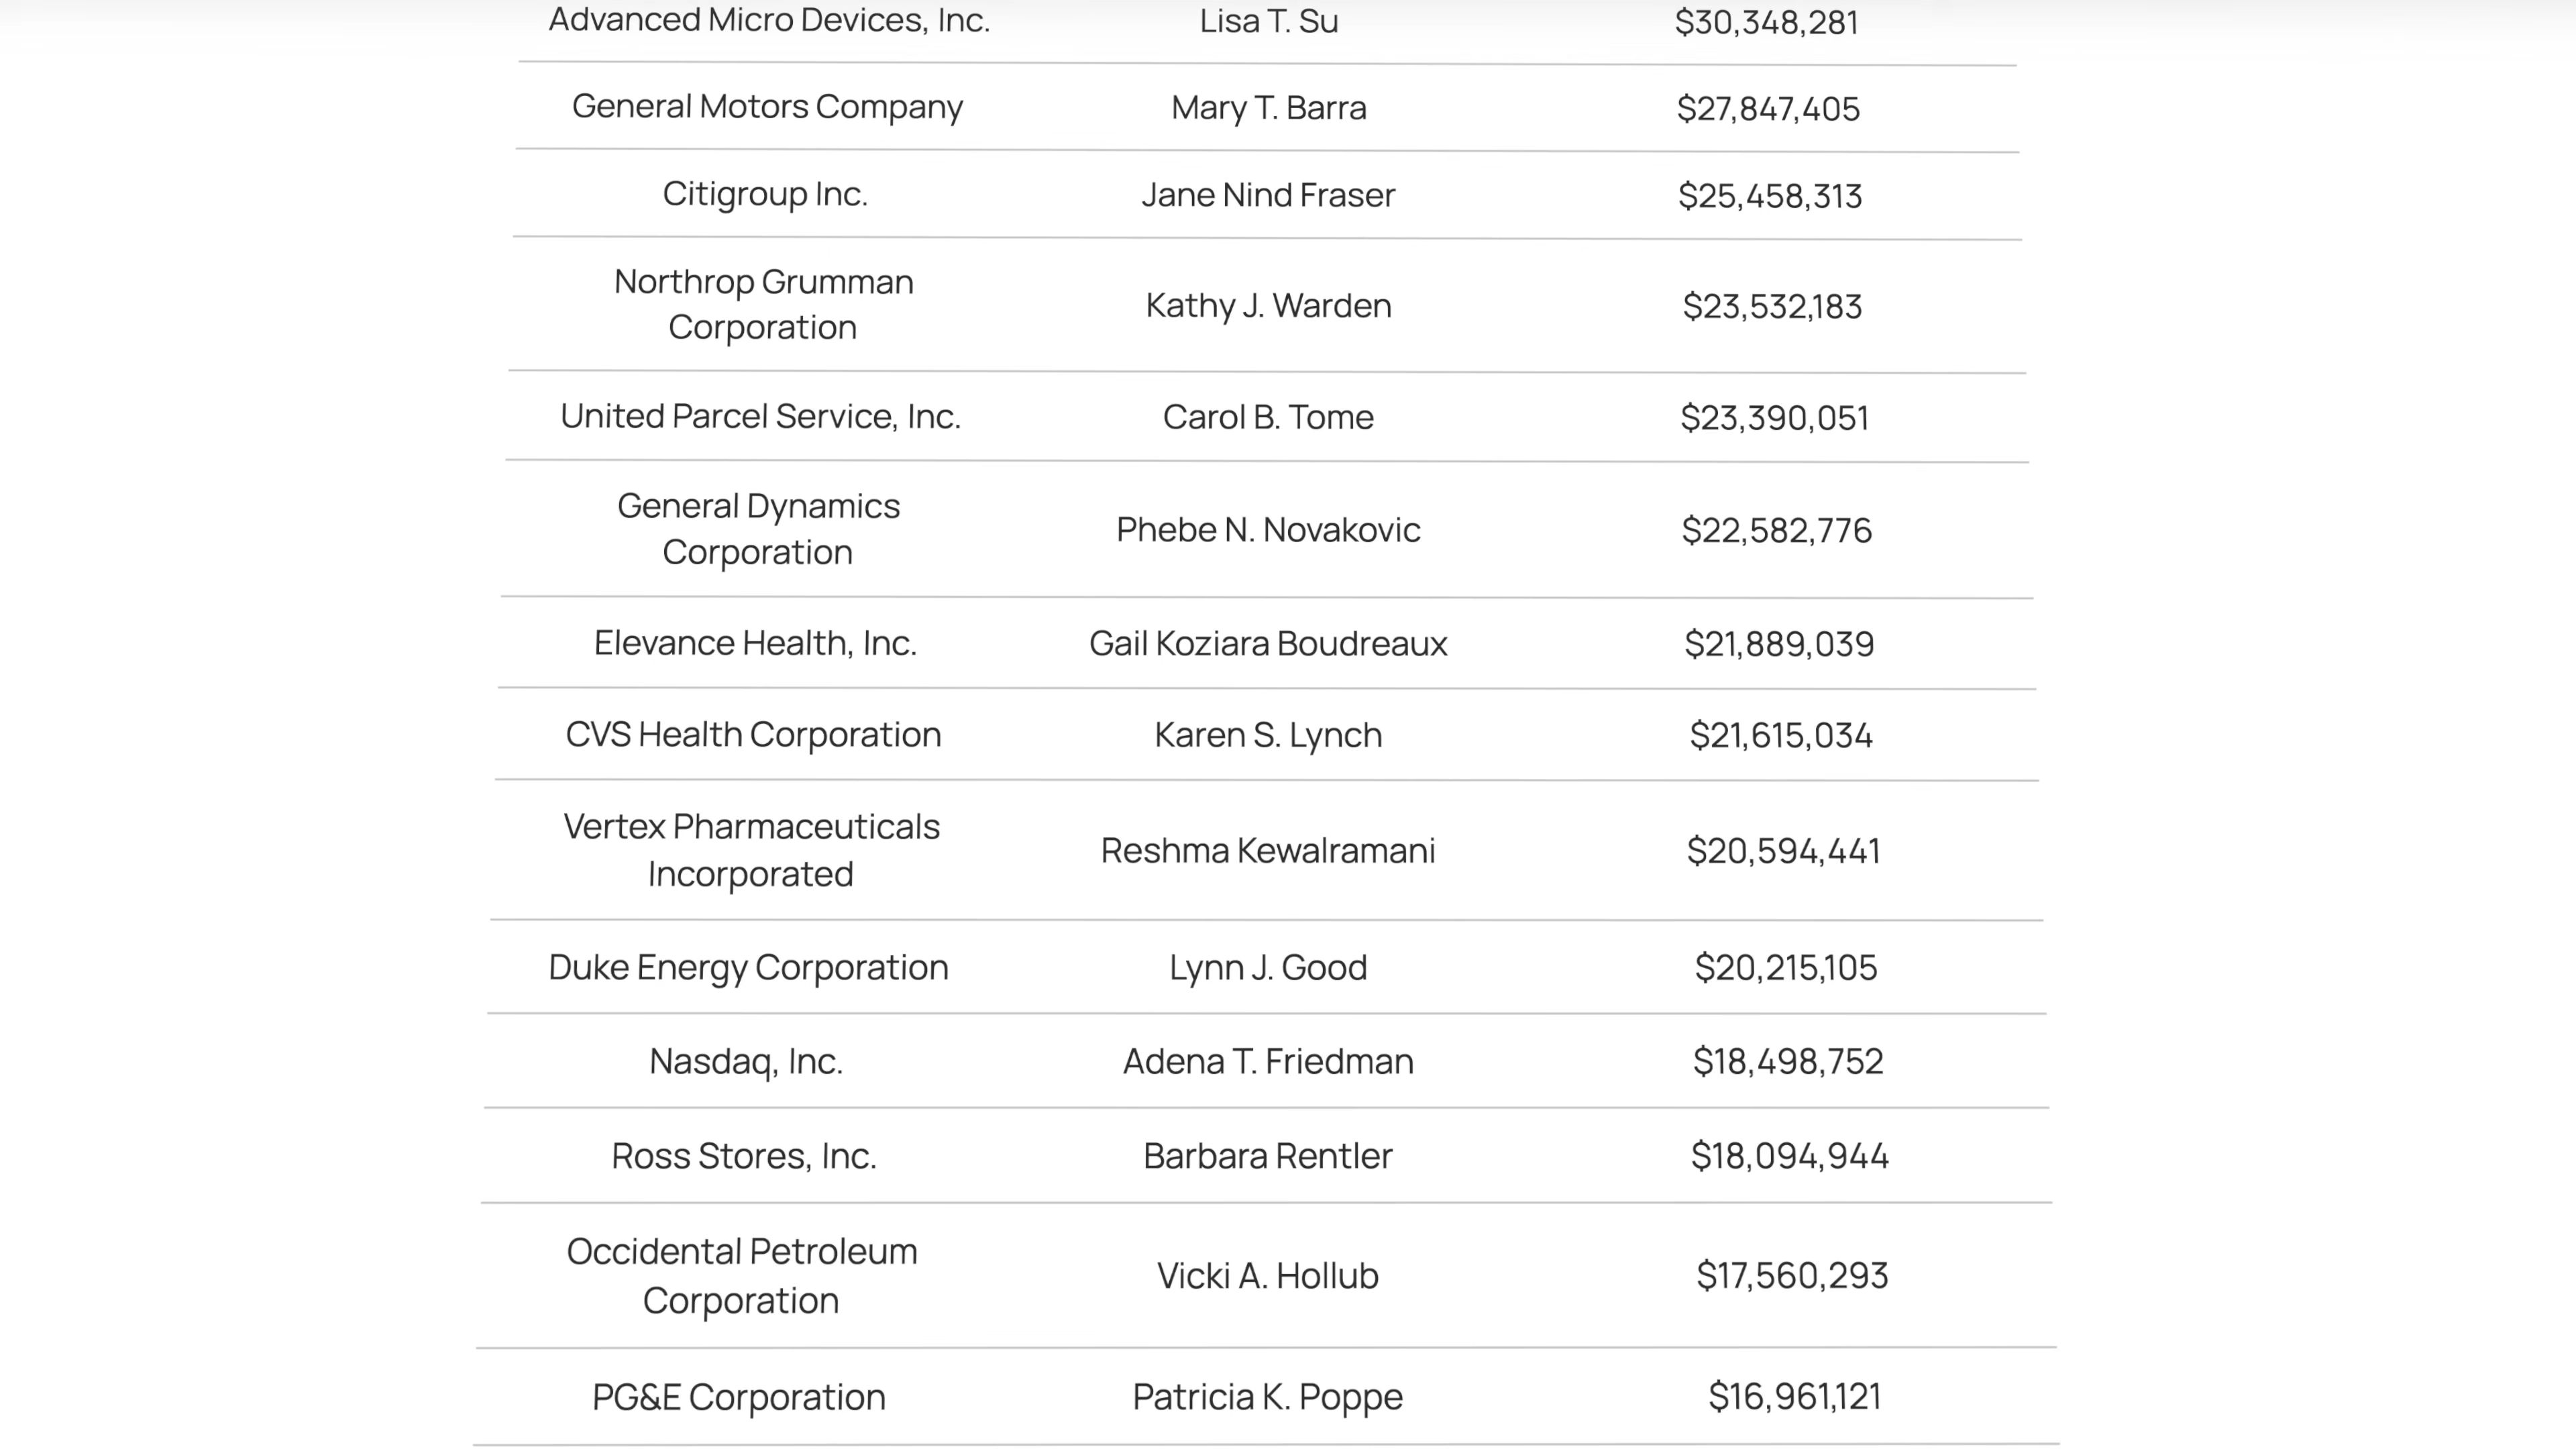 Advanced Micro Devices, Inc. Lisa T. Su $30,348,281
General Motors Company Mary T. Barra $27,847,405
Citigroup Inc. Jane Nind Fraser $25,458,313
Northrop Grumman
Corporation Kathy J. Warden $23,532,183
United Parcel Service, Inc. Carol B. Tome $23,390,051
General Dynamics
Corporation Phebe N. Novakovic $22,582,776
Elevance Health, Inc. Gail Koziara Boudreaux $21,889,039
CVS Health Corporation Karen S. Lynch $21,615,034
Vertex Pharmaceuticals
Incorporated Reshma Kewalramani $20,594,441
Duke Energy Corporation Lynn J. Good $20,215,105
Nasdaq, Inc. Adena T. Friedman $18,498,752
Ross Stores, Inc. Barbara Rentler $18,094,944
Occidental Petroleum
Corporation Vicki A. Hollub $17,560,293
PG&E Corporation Patricia K. Poppe $16,961,121